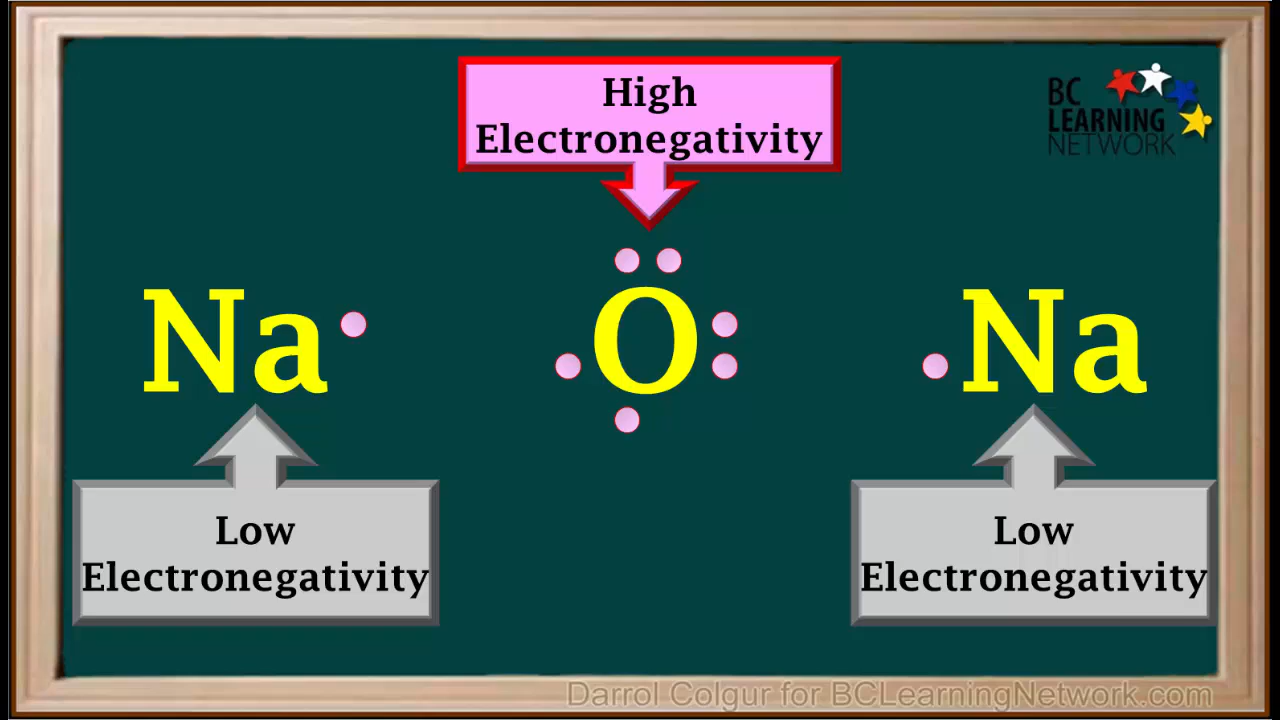 High
Electronegativity
BC
LEARNING
NETWORK
Na
O
Na
Low
Electronegativity
Low
Electronegativity
Darrol Colgur for BCLearningNetwork.com